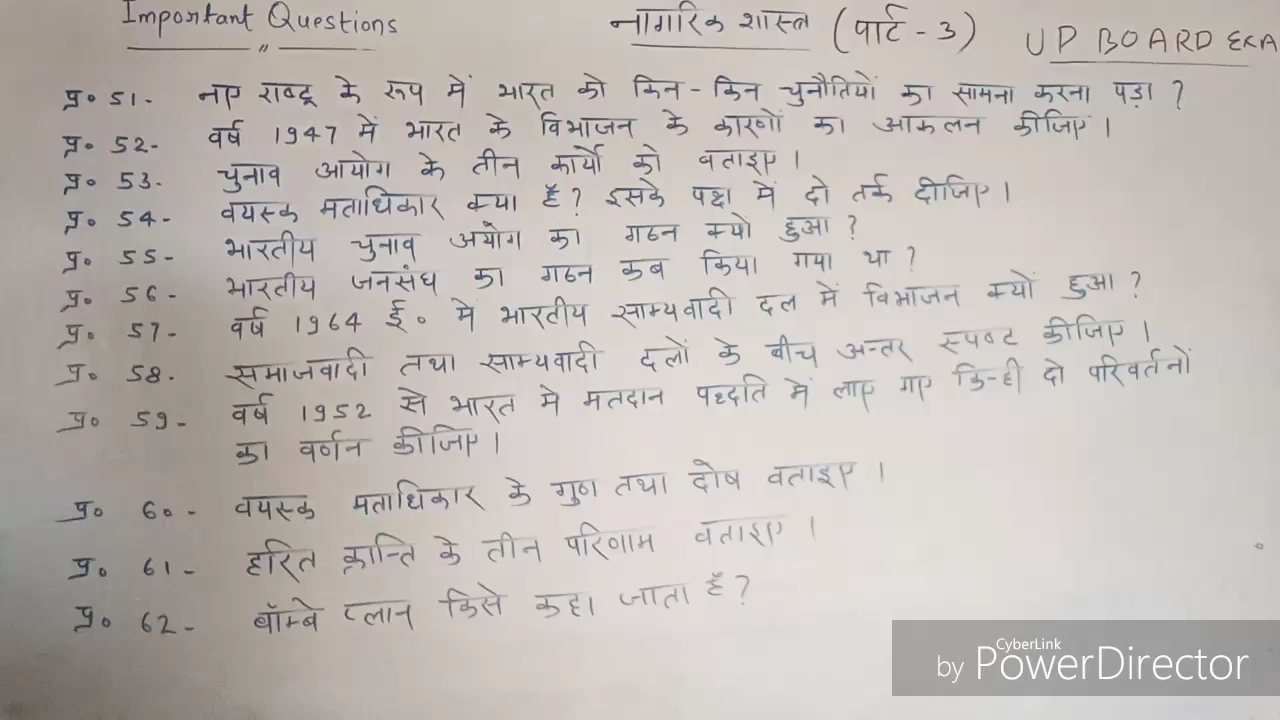 Important Questions
नागरिक शास्त्र (पार्ट - 3)
UP BOARD EXA
प्र० 51- नए राष्ट्र के रूप में भारत को किन-किन चुनौतियों का सामना करना पड़ा ?
प्र० 52- वर्ष 1947 में भारत के विभाजन के कारणों का आकलन कीजिए।
प्र० 53- चुनाव आयोग के तीन कार्यो को बताइए।
प्र० 54- वयस्क मताधिकार क्या है? इसके पक्ष में दो तर्क दीजिए।
प्र० 55- भारतीय चुनाव अयोग का गठन क्यों हुआ ?
प्र० 56- भारतीय जनसंघ का गठन कब किया गया था ?
प्र० 57- वर्ष 1964 ई० में भारतीय साम्यवादी दल में विभाजन क्यों हुआ ?
प्र० 58- समाजवादी तथा साम्यवादी दलों के बीच अन्तर स्पष्ट कीजिए।
प्र० 59- वर्ष 1952 से भारत मे मतदान पद्धति में लाए गए किन्ही दो परिवर्तनों
का वर्णन कीजिए।
प्र० 60- वयस्क मताधिकार के गुण तथा दोष बताइए।
प्र० 61- हरित क्रान्ति के तीन परिणाम बताइए।
प्र० 62- बॉम्बे प्लान किसे कहा जाता है?
CyberLink
by PowerDirector